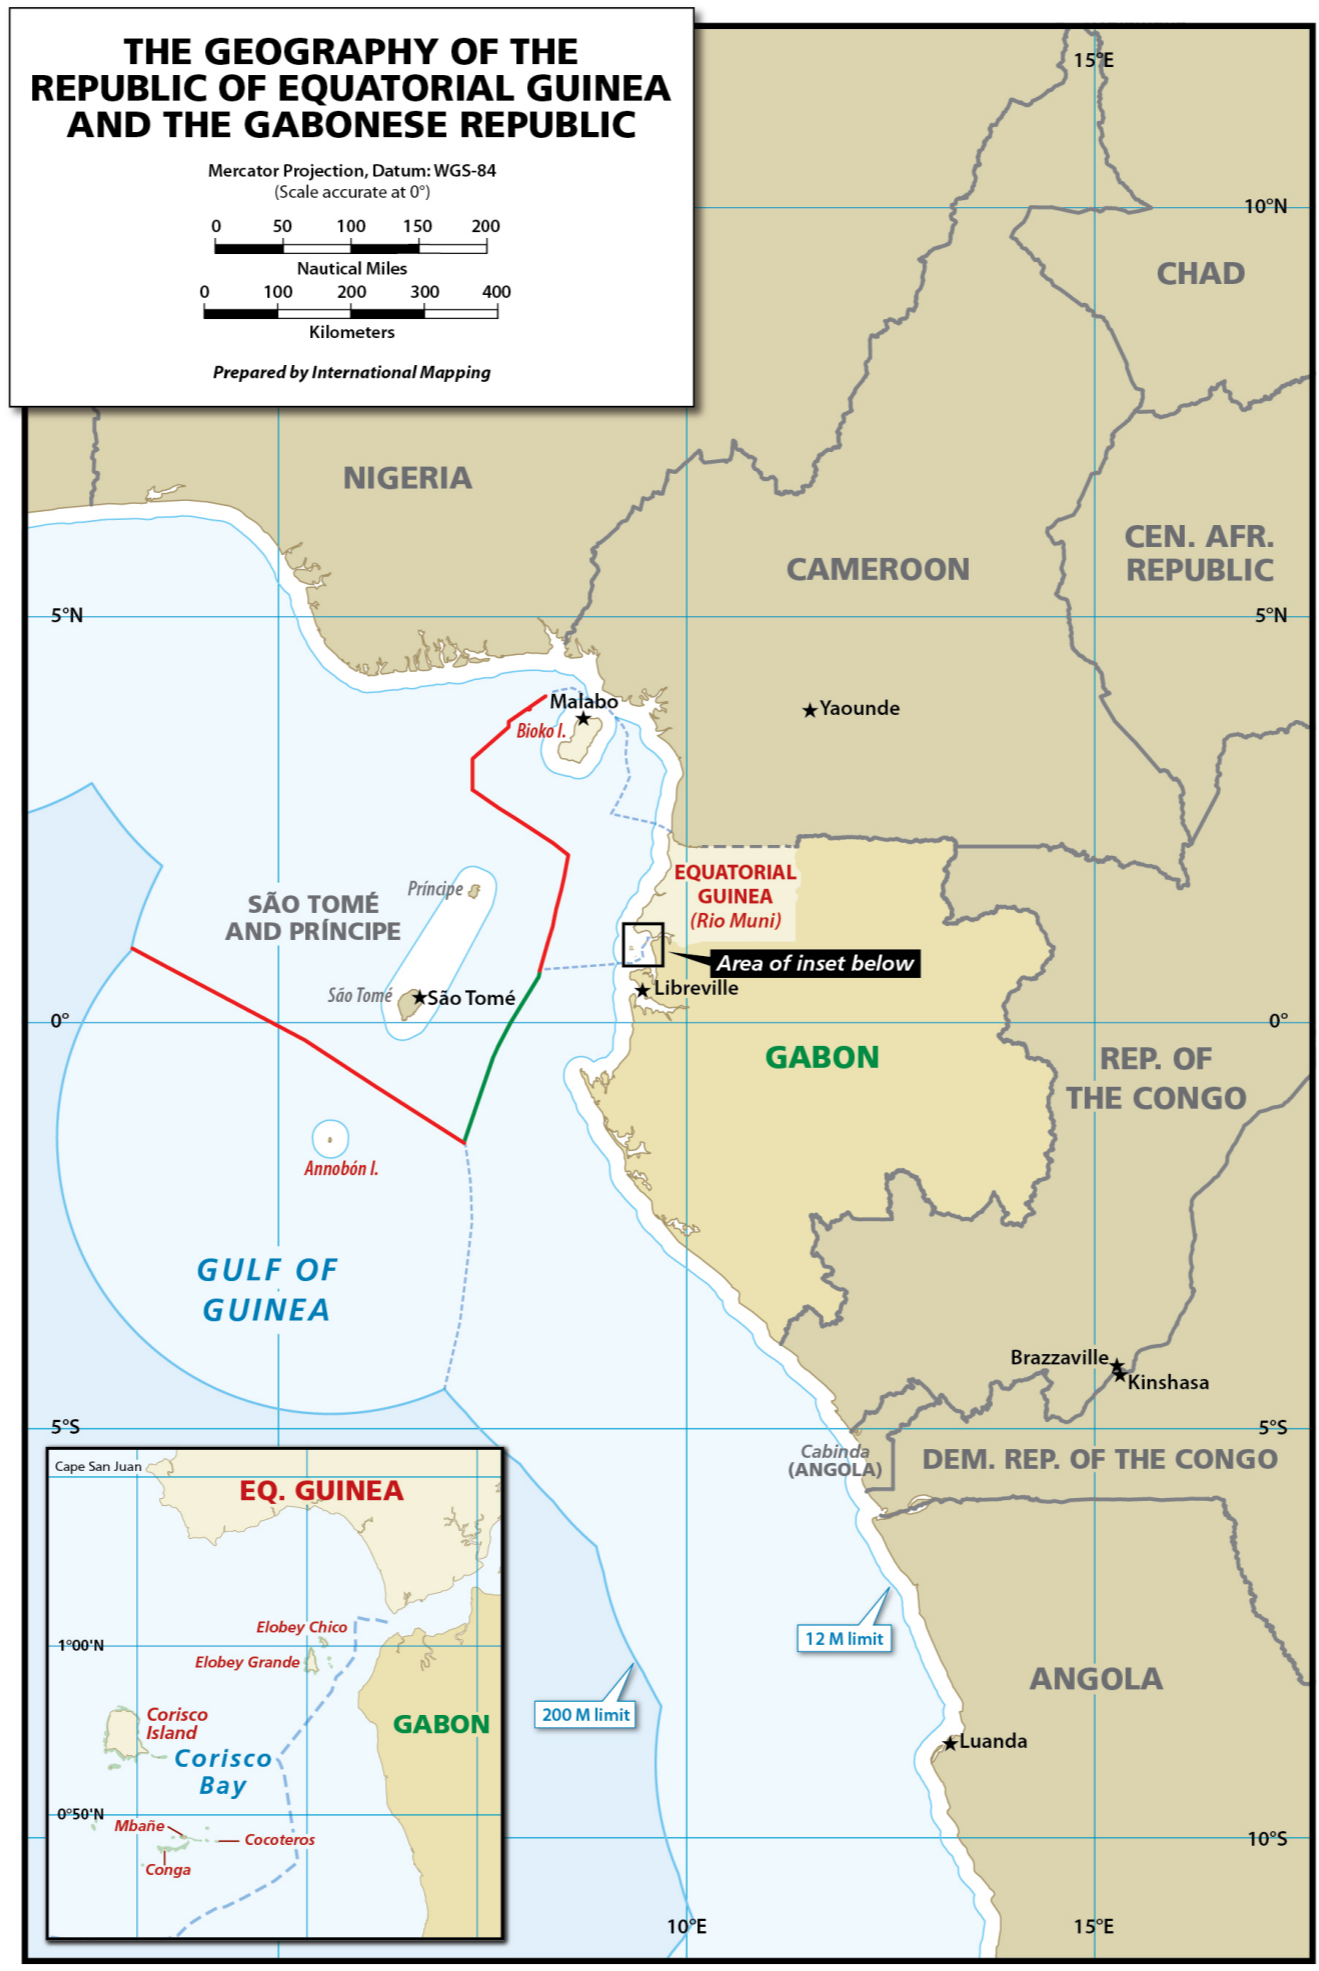 THE GEOGRAPHY OF THE
REPUBLIC OF EQUATORIAL GUINEA
AND THE GABONESE REPUBLIC
Mercator Projection, Datum: WGS-84
(Scale accurate at 0°)
0 50 100 150 200
Nautical Miles
0 100 200 300 400
Kilometers
Prepared by International Mapping
15°E
10°N
CHAD
NIGERIA
CEN. AFR.
REPUBLIC
CAMEROON
5°N
5°N
Malabo
Bioko I.
Yaounde
EQUATORIAL
GUINEA
(Rio Muni)
Príncipe
SÃO TOMÉ
AND PRÍNCIPE
Area of inset below
São Tomé
São Tomé
Libreville
0°
0°
GABON
REP. OF
THE CONGO
Annobón I.
GULF OF
GUINEA
Brazzaville
Kinshasa
5°S
5°S
Cabinda
(ANGOLA)
DEM. REP. OF THE CONGO
Cape San Juan
EQ. GUINEA
Elobey Chico
1°00'N
Elobey Grande
Corisco
Island
GABON
Corisco
Bay
0°50'N
Mbañe
Cocoteros
Conga
12 M limit
200 M limit
ANGOLA
Luanda
10°S
10°E
15°E